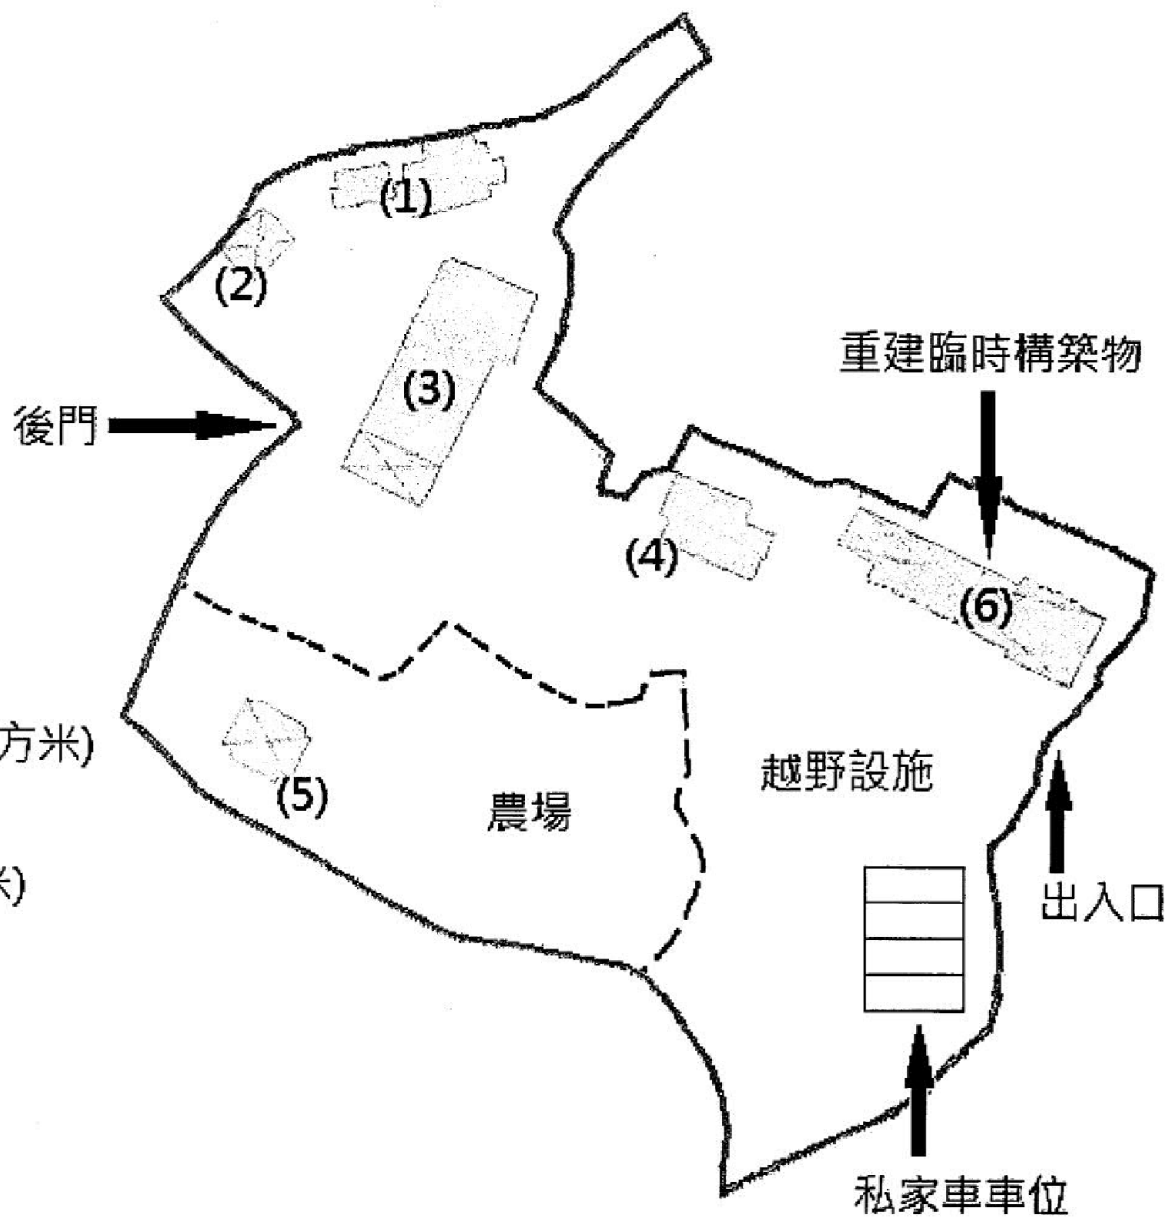 (1)
(2)
重建臨時構築物
(3)
後門
(4)
(6)
方米)
越野設施
(5)
農場
米)
出入口
私家車車位